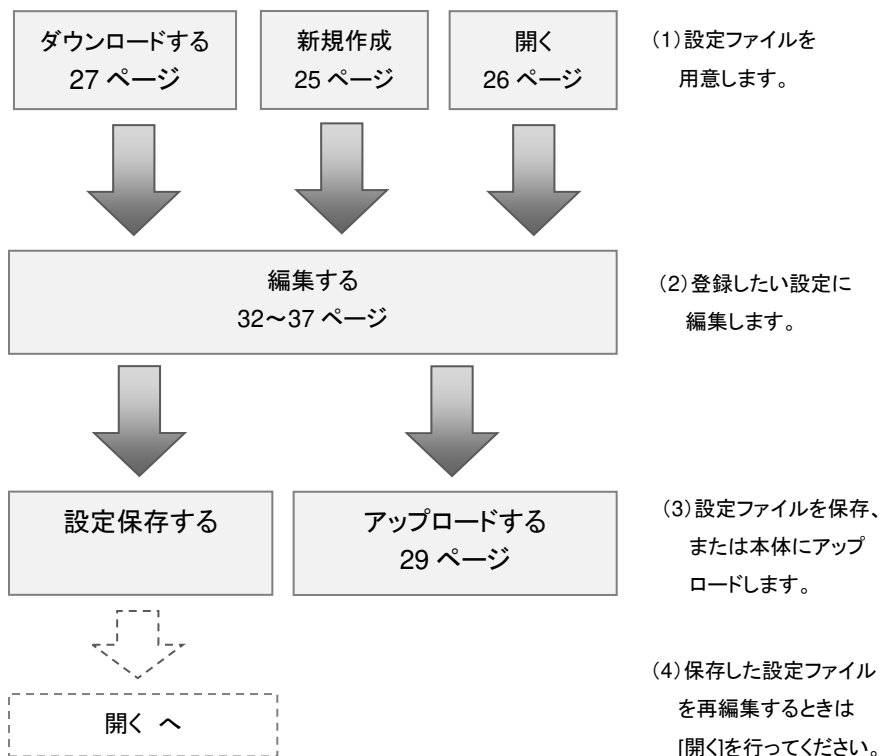 ダウンロードする
27 ページ
新規作成
25 ページ
開く
26 ページ
（1）設定ファイルを
用意します。
編集する
32～37 ページ
（2）登録したい設定に
編集します。
設定保存する
アップロードする
29 ページ
（3）設定ファイルを保存、
または本体にアップ
ロードします。
開く へ
（4）保存した設定ファイル
を再編集するときは
[開く]を行ってください。